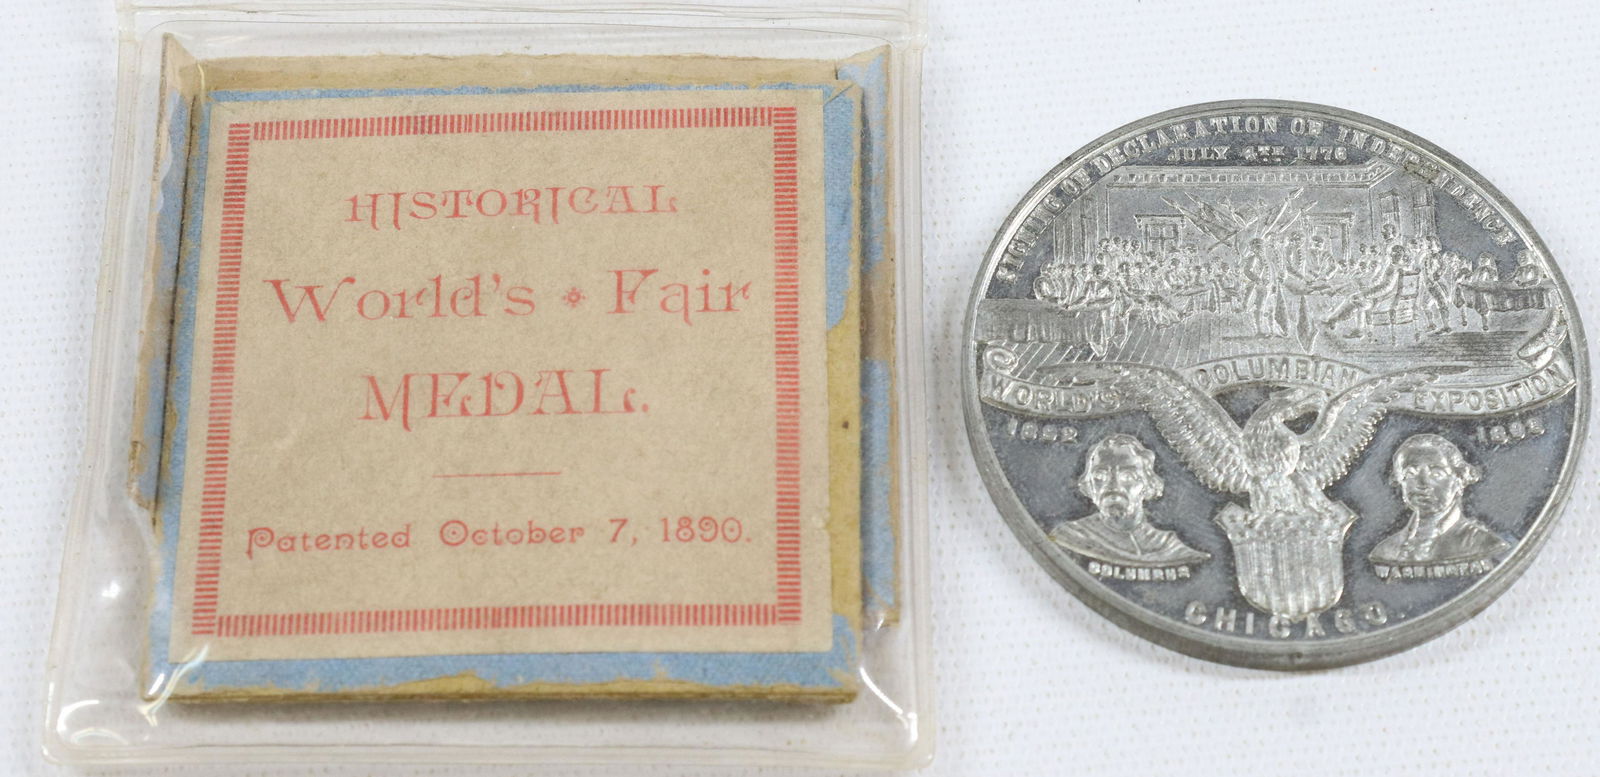 HISTORICAL
World's Fair
MEDAL.
Patented October 7, 1890.
SIGNING OF DECLARATION OF INDEPENDENCE
JULY 4TH 1776
WORLD'S COLUMBIAN EXPOSITION
1892 1893
COLUMBUS WASHINGTON
CHICAGO.